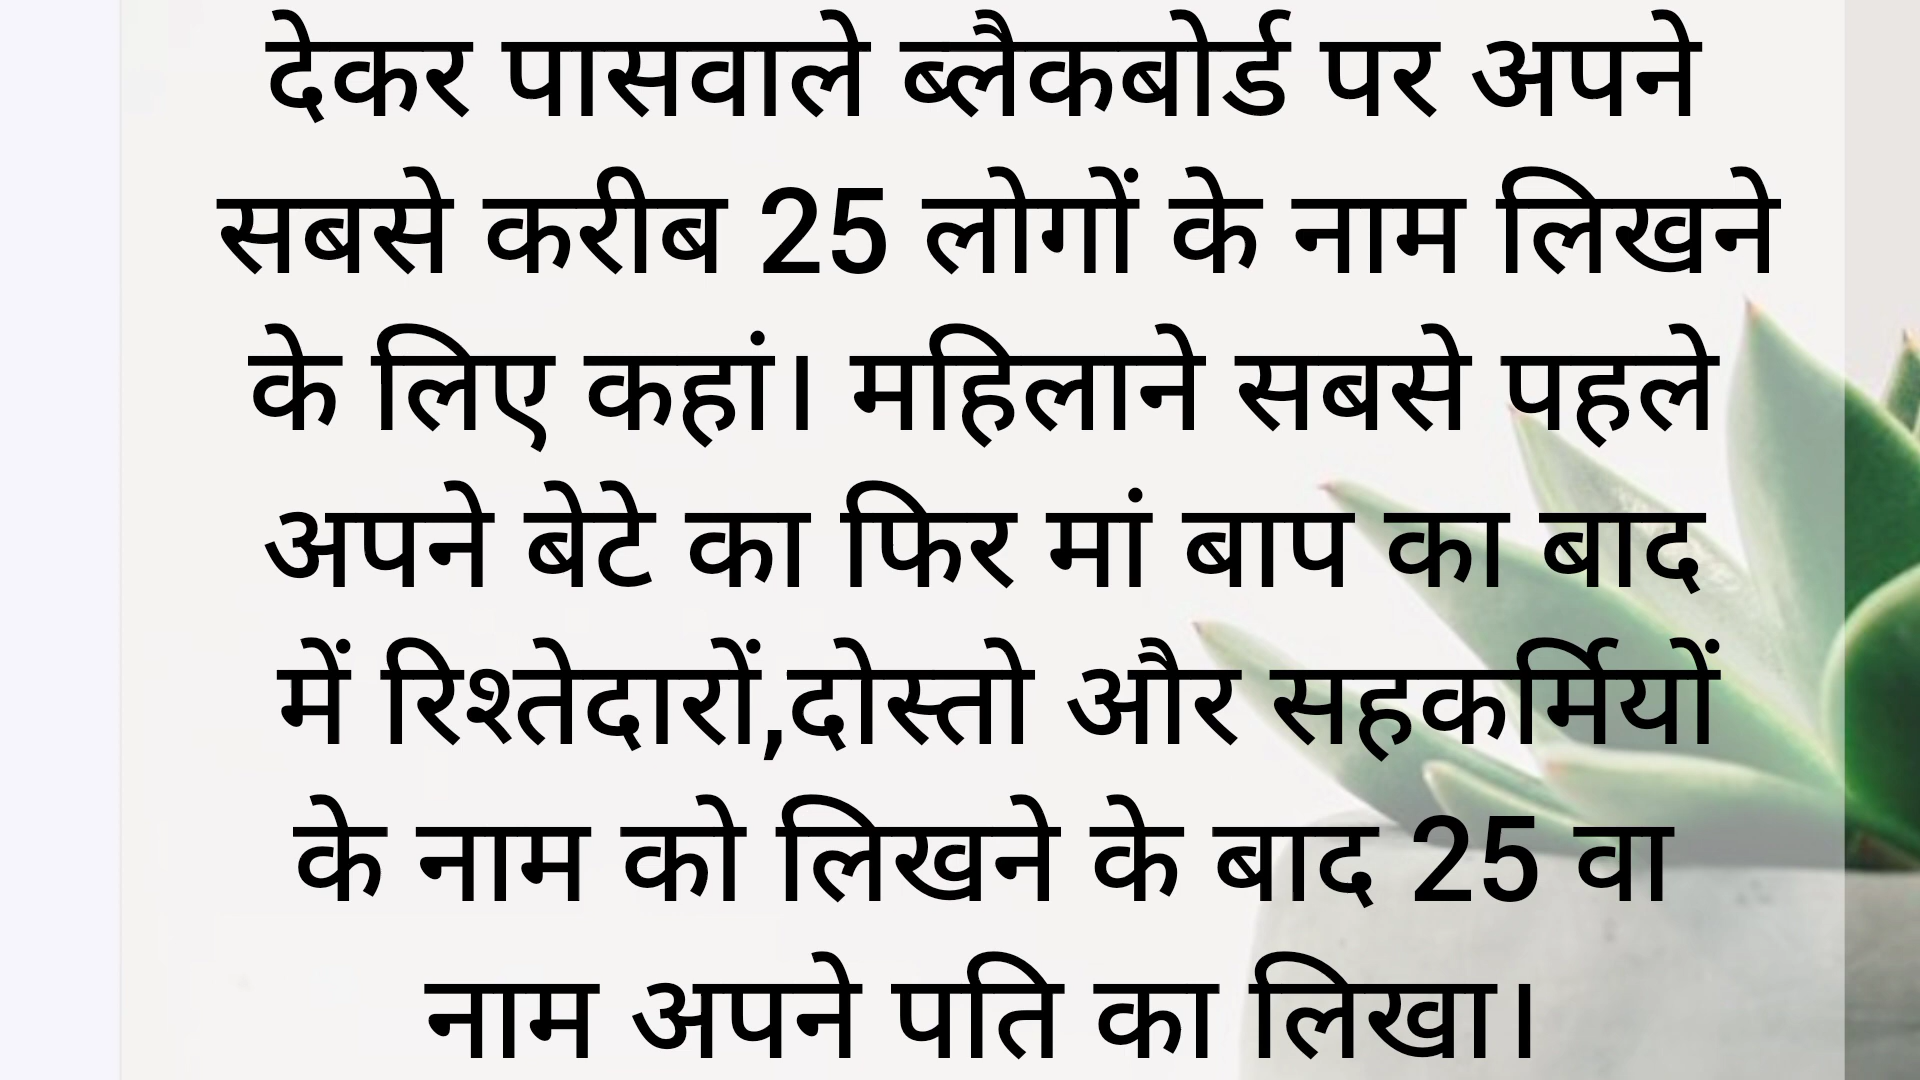 देकर पासवाले ब्लैकबोर्ड पर अपने
सबसे करीब 25 लोगों के नाम लिखने
के लिए कहां। महिलाने सबसे पहले
अपने बेटे का फिर मां बाप का बाद
में रिश्तेदारों,दोस्तो और सहकर्मियों
के नाम को लिखने के बाद 25 वा
नाम अपने पति का लिखा।